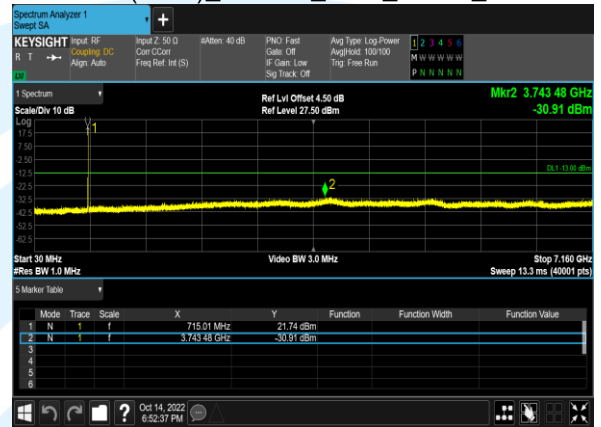 Spectrum Analyzer 1
Swept SA
+
KEYSIGHT Input: RF Input Z: 50 Ω #Atten: 40 dB PNO: Fast Avg Type: Log-Power 1 2 3 4 5 6
R T Coupling: DC Corr CCorr Gate: Off Avg|Hold: 100/100 M W W W W W
Align: Auto Freq Ref: Int (S) IF Gain: Low Trig: Free Run
Sig Track: Off P N N N N N
1 Spectrum Ref Lvl Offset 4.50 dB Mkr2 3.743 48 GHz
Scale/Div 10 dB Ref Level 27.50 dBm -30.91 dBm
Log
17.5
7.50
-2.50
-12.5
-22.5
-32.5
-42.5
-52.5
-62.5
1
2
DL1 -13.00 dBm
Start 30 MHz Video BW 3.0 MHz Stop 7.160 GHz
#Res BW 1.0 MHz Sweep 13.3 ms (40001 pts)
5 Marker Table
Mode Trace Scale X Y Function Function Width Function Value
1 N 1 f 715.01 MHz 21.74 dBm
2 N 1 f 3.743 48 GHz -30.91 dBm
3
4
5
6
? Oct 14, 2022
6:52:37 PM